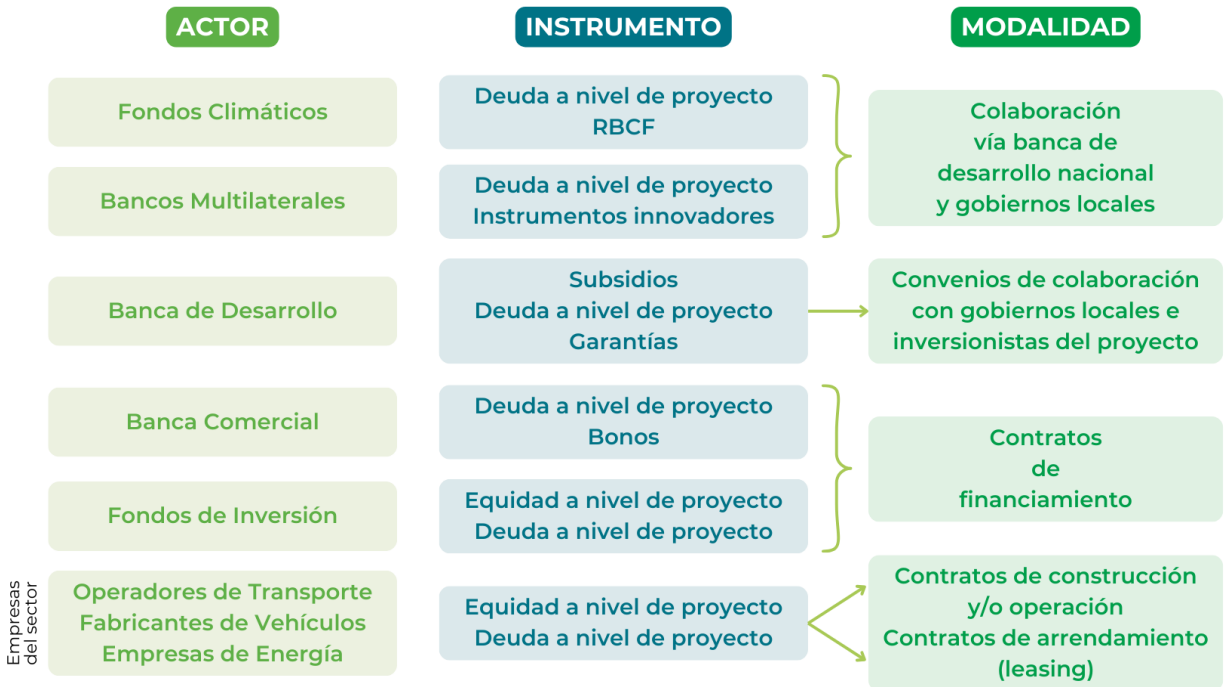 ACTOR
INSTRUMENTO
MODALIDAD
Fondos Climáticos
Deuda a nivel de proyecto
RBCF
Colaboración
vía banca de
desarrollo nacional
y gobiernos locales
Bancos Multilaterales
Deuda a nivel de proyecto
Instrumentos innovadores
Banca de Desarrollo
Subsidios
Deuda a nivel de proyecto
Garantías
Convenios de colaboración
con gobiernos locales e
inversionistas del proyecto
Banca Comercial
Deuda a nivel de proyecto
Bonos
Contratos
de
financiamiento
Fondos de Inversión
Equidad a nivel de proyecto
Deuda a nivel de proyecto
Empresas
del sector
Operadores de Transporte
Fabricantes de Vehículos
Empresas de Energía
Equidad a nivel de proyecto
Deuda a nivel de proyecto
Contratos de construcción
y/o operación
Contratos de arrendamiento
(leasing)